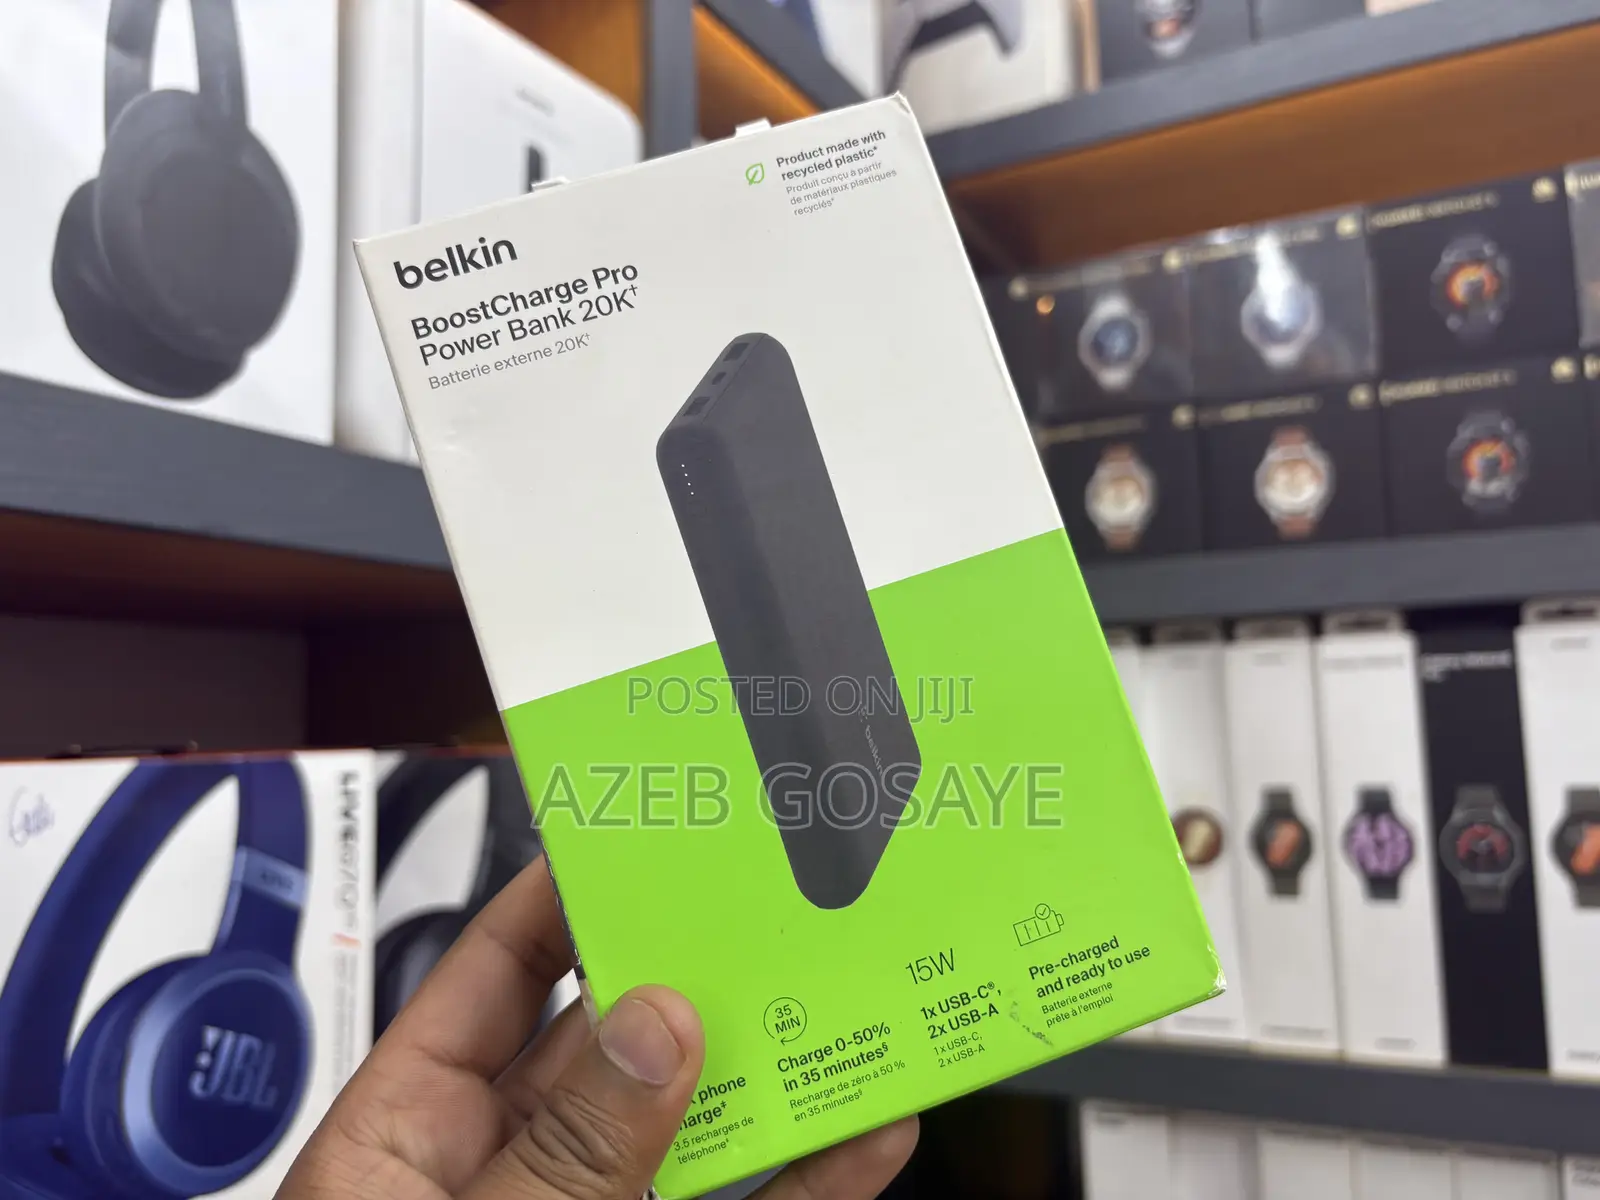 Product made with
recycled plastic*
Produit conçu à partir
de matériaux plastiques
recyclés*
belkin
BoostCharge Pro
Power Bank 20K†
Batterie externe 20K†
belkin
POSTED ON JIJI
AZEB GOSAYE
phone
3.5 recharges de
téléphone‡
35
MIN
Charge 0-50%
in 35 minutes§
Recharge de zéro à 50 %
en 35 minutes§
15W
1x USB-C®,
2x USB-A
1x USB-C,
2x USB-A
Pre-charged
and ready to use
Batterie externe
prête à l'emploi
JBL